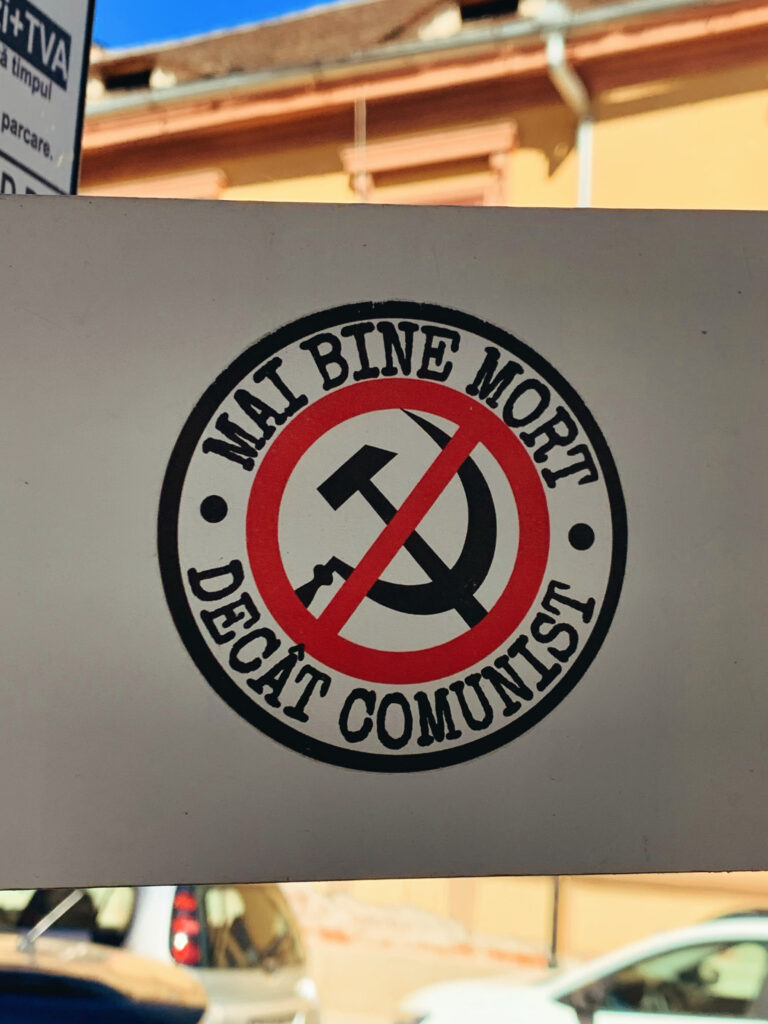 +TVA
timpul
parcare.
MAI BINE MORT
DECÂT COMUNIST